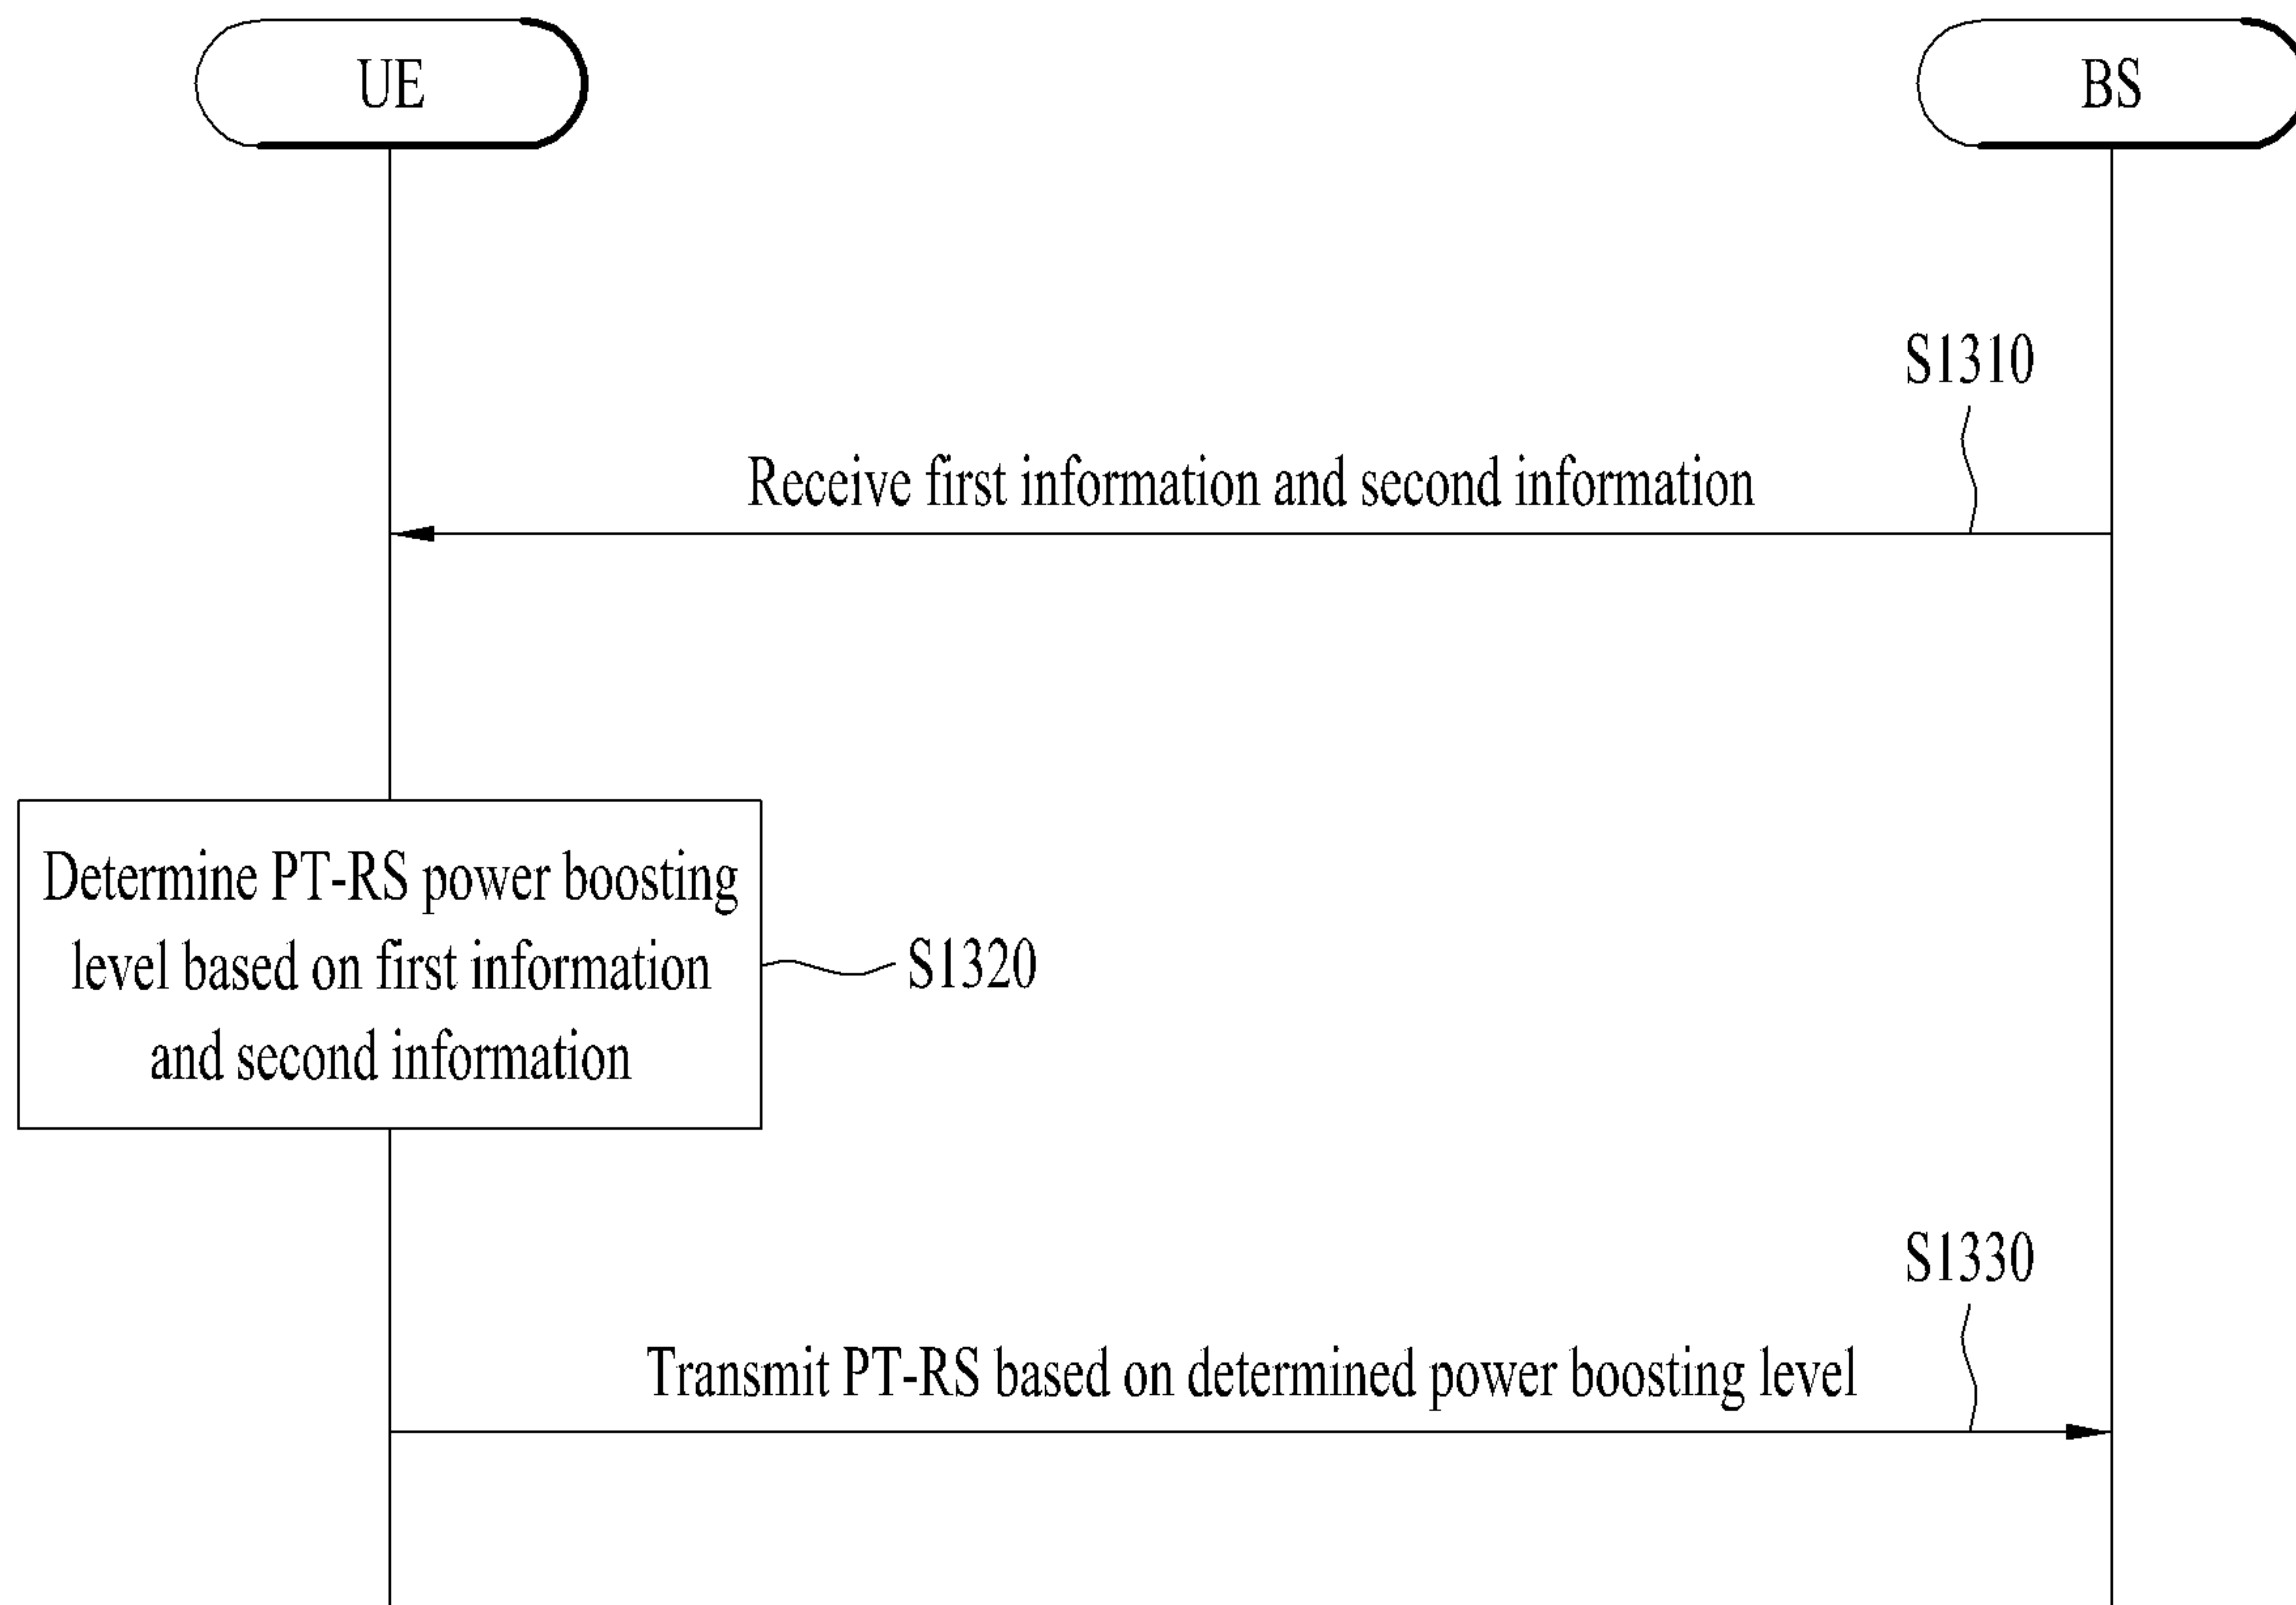 UE
BS
S1310
Receive first information and second information
Determine PT-RS power boosting
level based on first information
and second information
S1320
S1330
Transmit PT-RS based on determined power boosting level